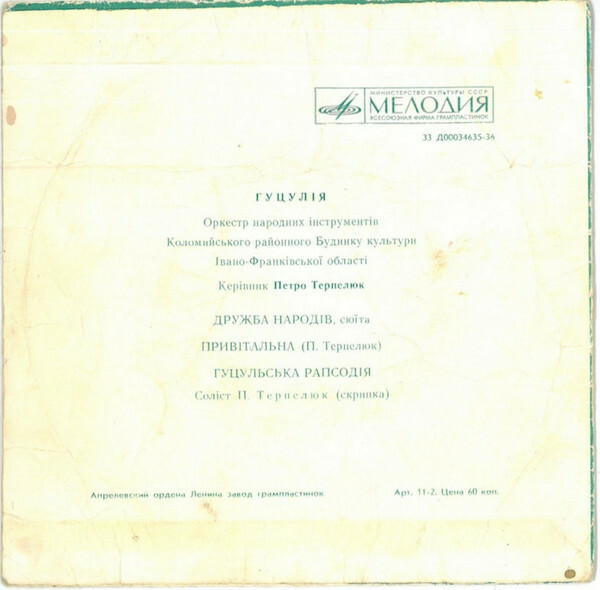 МИНИСТЕРСТВО КУЛЬТУРЫ СССР
МЕЛОДИЯ
ВСЕСОЮЗНАЯ ФИРМА ГРАМПЛАСТИНОК
33 Д00034635-36
ГУЦУЛІЯ
Оркестр народних інструментів
Коломийського районного Будинку культури
Івано-Франківської області
Керівник Петро Терпелюк
ДРУЖБА НАРОДІВ, сюїта
ПРИВІТАЛЬНА (П. Терпелюк)
ГУЦУЛЬСЬКА РАПСОДІЯ
Соліст П. Терпелюк (скрипка)
Апрелевский ордена Ленина завод грампластинок
Арт. 11-2. Цена 60 коп.